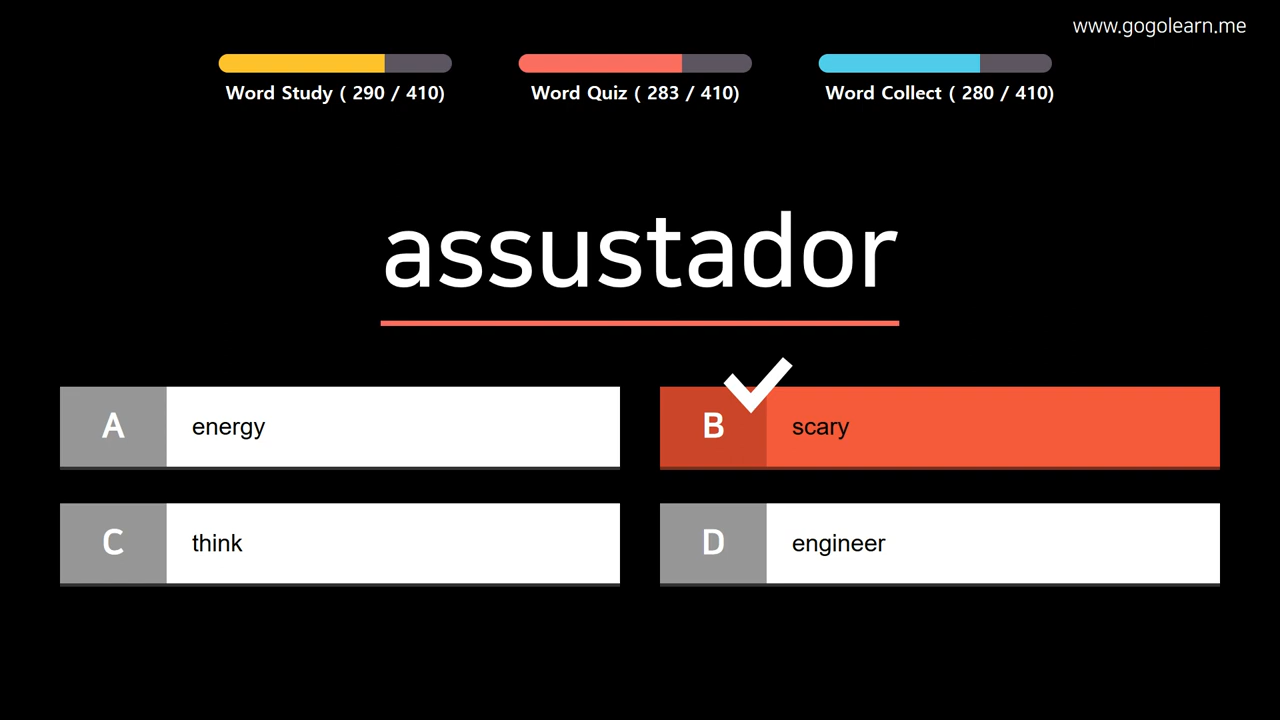 www.gogolearn.me
Word Study ( 290 / 410)
Word Quiz ( 283 / 410)
Word Collect ( 280 / 410)
assustador
A energy
B scary
C think
D engineer